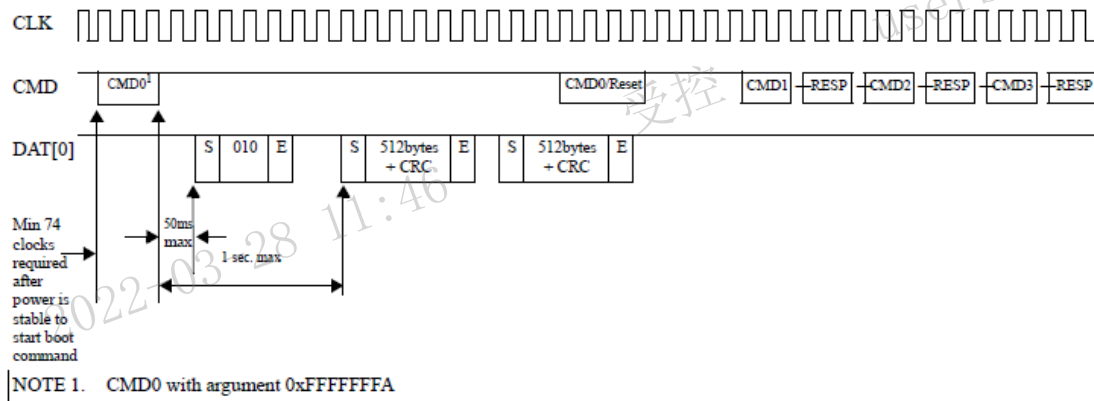 CLK
CMD
CMD0¹
CMD0/Reset
CMD1
RESP
CMD2
RESP
CMD3
RESP
DAT[0]
S
010
E
S
512bytes
+ CRC
E
S
512bytes
+ CRC
E
Min 74
clocks
required
after
power is
stable to
start boot
command
50ms
max
1 sec. max
受控
2022-03-28 11:46
NOTE 1. CMD0 with argument 0xFFFFFFFA